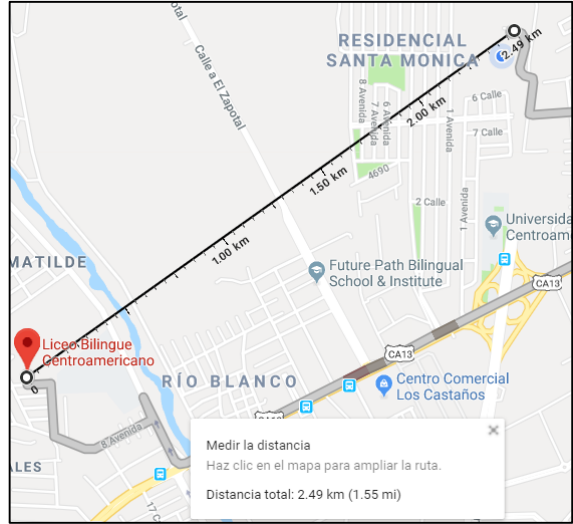 RESIDENCIAL
SANTA MONICA
2.49 km
Calle a El Zapotal
8 Avenida
7 Avenida
6 Avenida
1 Avenida
6 Calle
2.00 km
7 Calle
4690
1.50 km
2 Calle
1 Avenida
Universida
Centroam
1.00 km
MATILDE
Future Path Bilingual
School & Institute
CA13
Liceo Bilingue
Centroamericano
CA13
0
RÍO BLANCO
Centro Comercial
Los Castaños
8 Avenida
ALES
17 C
Medir la distancia
Haz clic en el mapa para ampliar la ruta.
Distancia total: 2.49 km (1.55 mi)